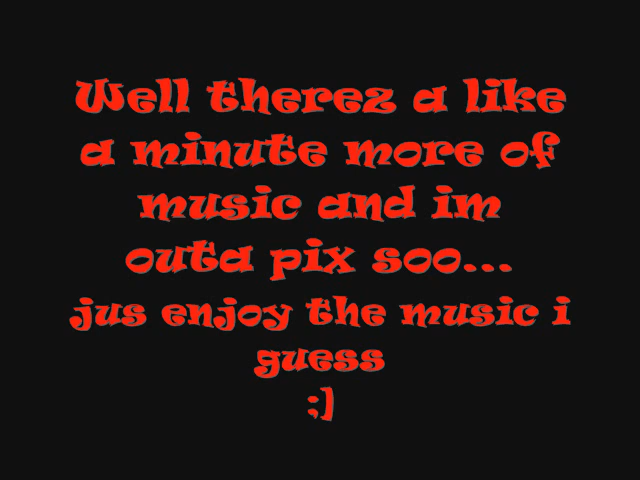 Well therez a like
a minute more of
music and im
outa pix soo...
jus enjoy the music i
guess
;)